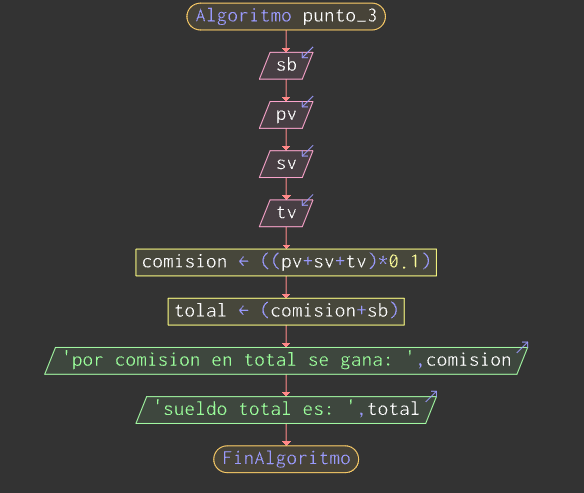 Algoritmo punto_3
sb
pv
sv
tv
comision ← ((pv+sv+tv)*0.1)
tolal ← (comision+sb)
'por comision en total se gana: ',comision
'sueldo total es: ',total
FinAlgoritmo